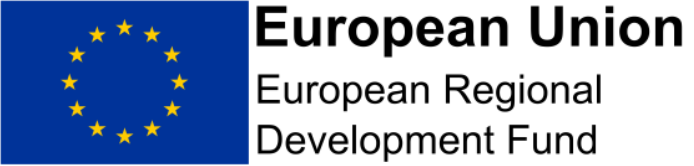 European Union
European Regional
Development Fund